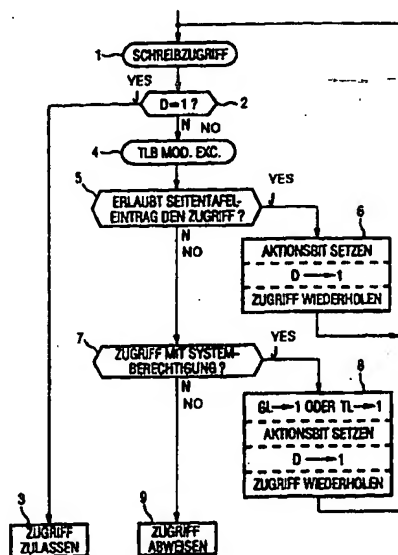 1
SCHREIBZUGRIFF
YES
D=1 ?
2
N NO
4
TLB MOD. EXC.
5
YES
ERLAUBT SEITENTAFEL-
EINTRAG DEN ZUGRIFF ?
N
NO
6
AKTIONSBIT SETZEN
D → 1
ZUGRIFF WIEDERHOLEN
7
YES
ZUGRIFF MIT SYSTEM-
BERECHTIGUNG ?
N
NO
8
GL→1 ODER TL→1
AKTIONSBIT SETZEN
D → 1
ZUGRIFF WIEDERHOLEN
3
ZUGRIFF
ZULASSEN
9
ZUGRIFF
ABWEISEN